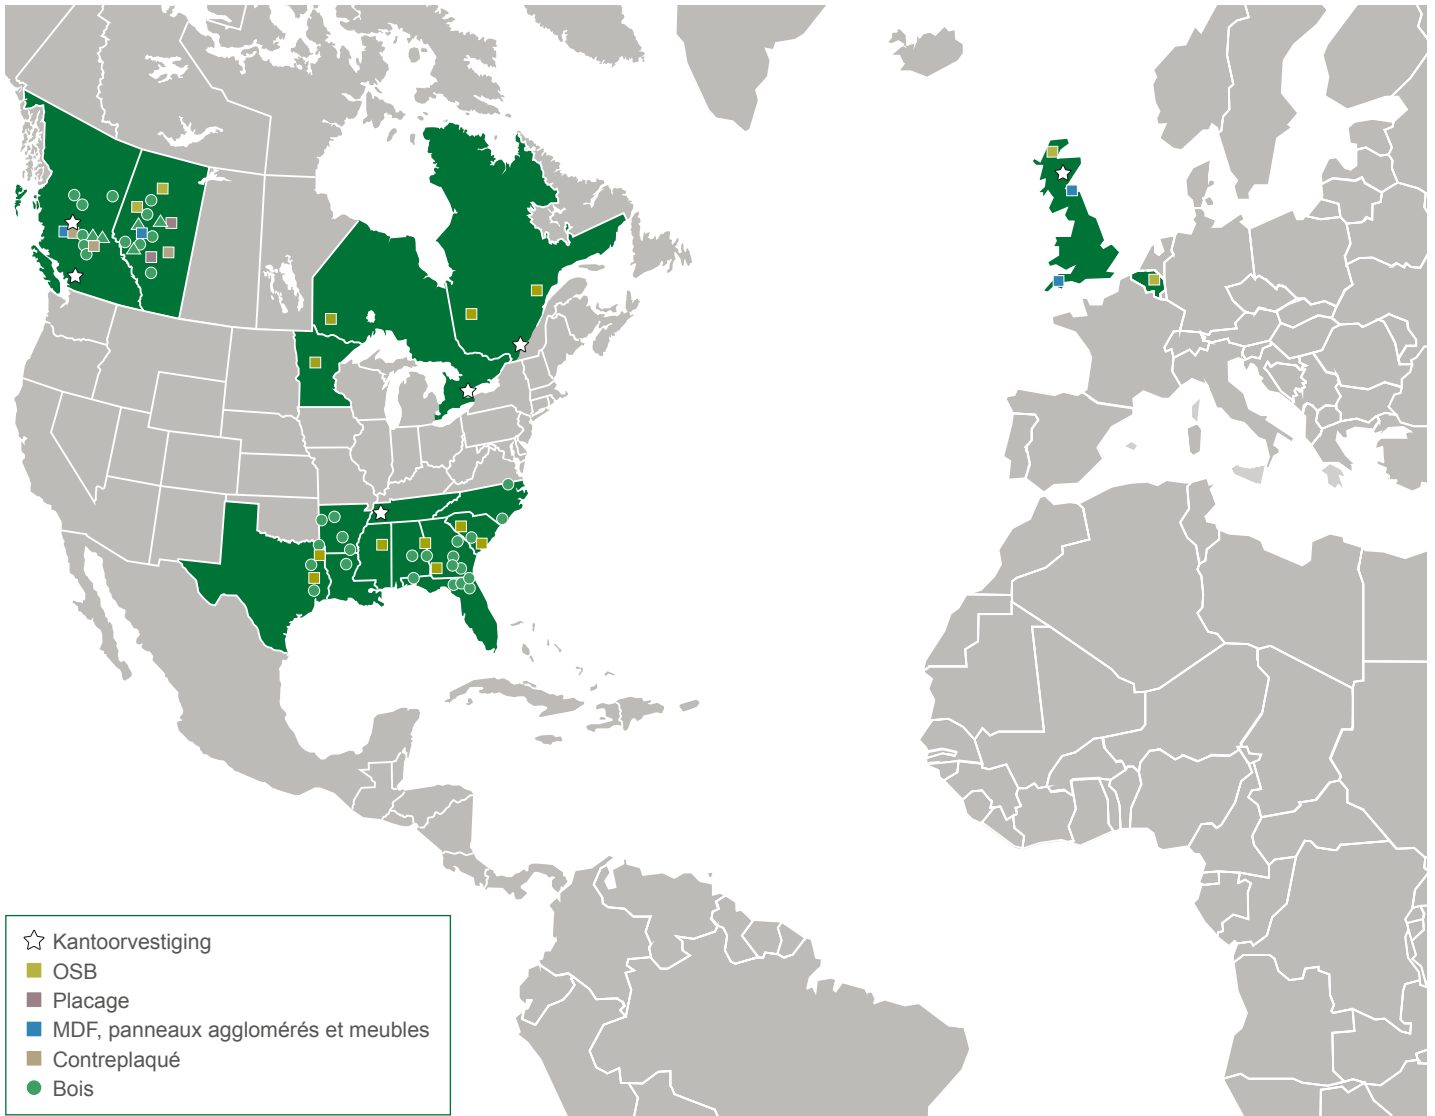 Kantoorvestiging
OSB
Placage
MDF, panneaux agglomérés et meubles
Contreplaqué
Bois